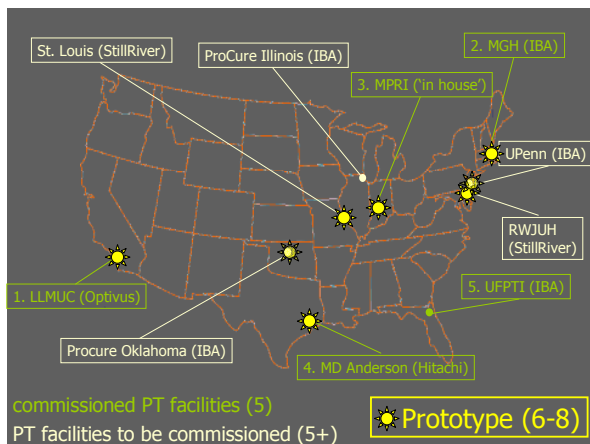 St. Louis (StillRiver)
ProCure Illinois (IBA)
2. MGH (IBA)
3. MPRI (‘in house’)
UPenn (IBA)
RWJUH
(StillRiver)
1. LLMUC (Optivus)
5. UFPTI (IBA)
Procure Oklahoma (IBA)
4. MD Anderson (Hitachi)
commissioned PT facilities (5)
PT facilities to be commissioned (5+)
Prototype (6-8)